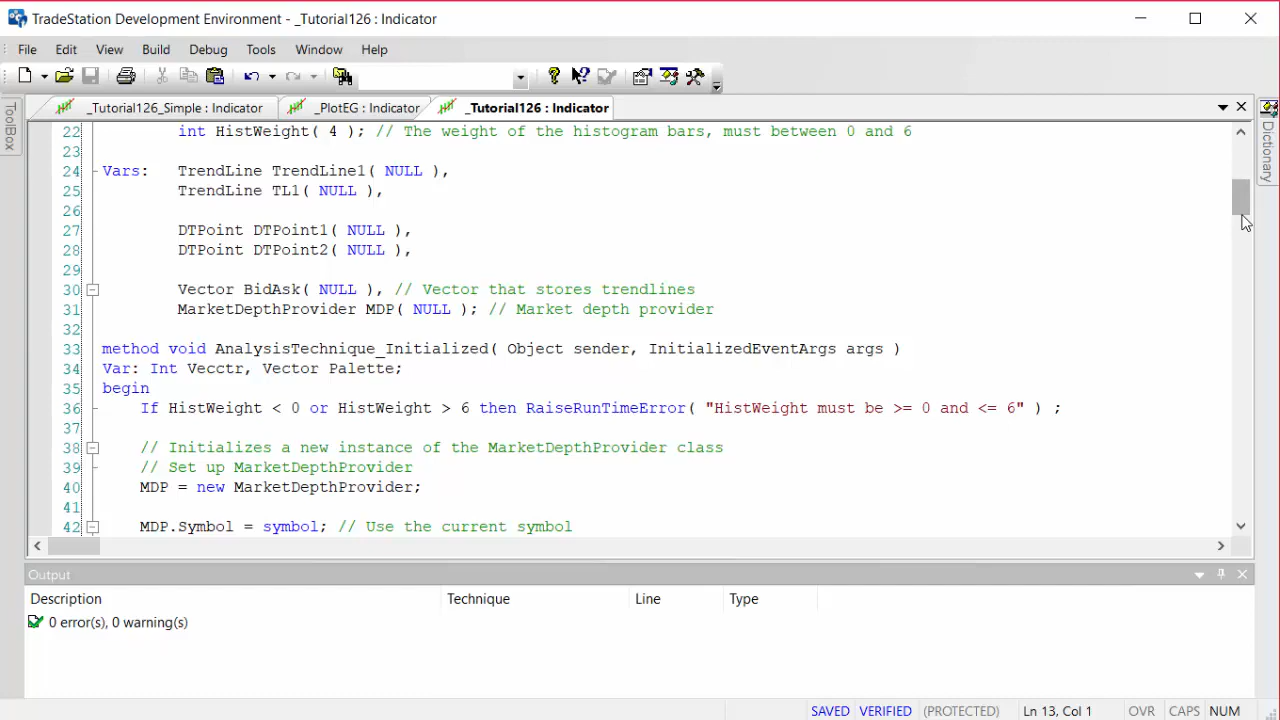 TradeStation Development Environment - _Tutorial126 : Indicator
File Edit View Build Debug Tools Window Help
_Tutorial126_Simple : Indicator _PlotEG : Indicator _Tutorial126 : Indicator
ToolBox
Dictionary
22 int HistWeight( 4 ); // The weight of the histogram bars, must between 0 and 6
23
24 Vars: TrendLine TrendLine1( NULL ),
25 TrendLine TL1( NULL ),
26
27 DTPoint DTPoint1( NULL ),
28 DTPoint DTPoint2( NULL ),
29
30 Vector BidAsk( NULL ), // Vector that stores trendlines
31 MarketDepthProvider MDP( NULL ); // Market depth provider
32
33 method void AnalysisTechnique_Initialized( Object sender, InitializedEventArgs args )
34 Var: Int Vecctr, Vector Palette;
35 begin
36 If HistWeight < 0 or HistWeight > 6 then RaiseRunTimeError( "HistWeight must be >= 0 and <= 6" ) ;
37
38 // Initializes a new instance of the MarketDepthProvider class
39 // Set up MarketDepthProvider
40 MDP = new MarketDepthProvider;
41
42 MDP.Symbol = symbol; // Use the current symbol
Output
Description Technique Line Type
0 error(s), 0 warning(s)
SAVED VERIFIED (PROTECTED) Ln 13, Col 1 OVR CAPS NUM